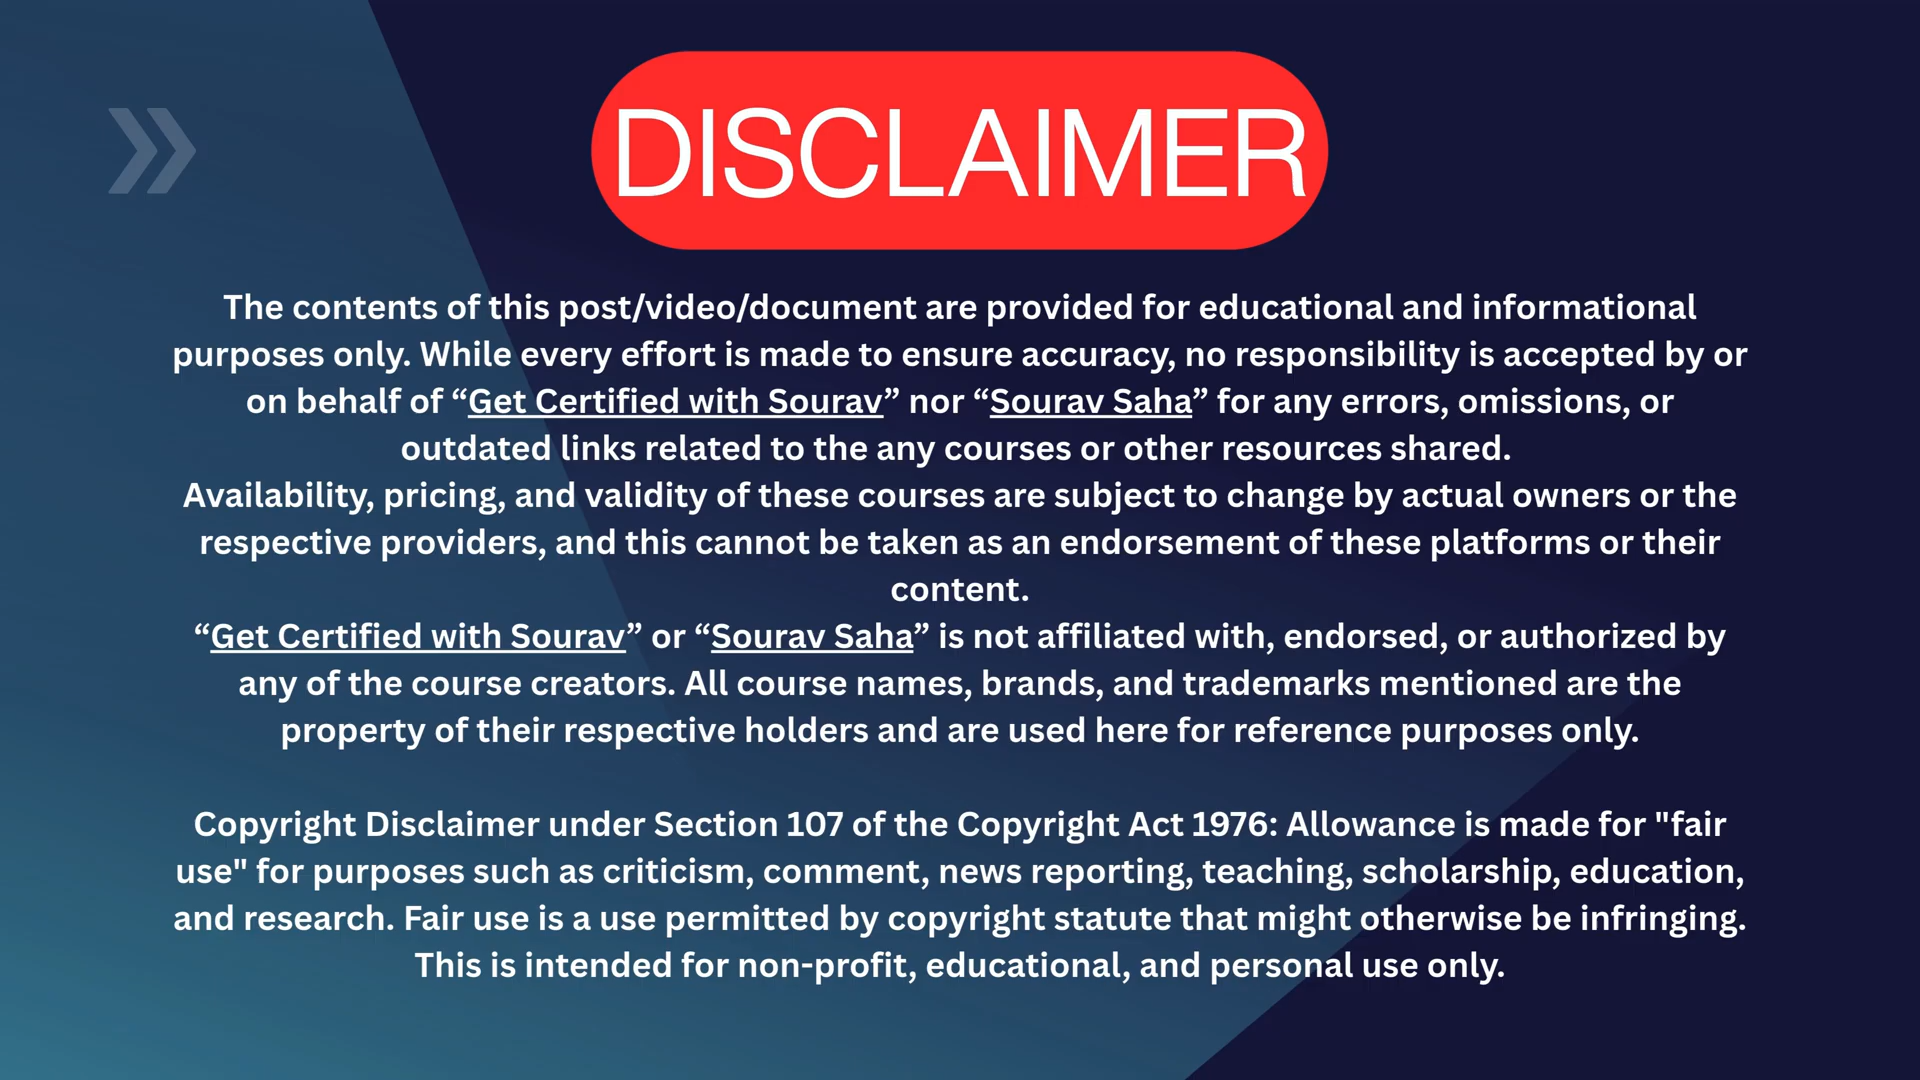 DISCLAIMER
The contents of this post/video/document are provided for educational and informational
purposes only. While every effort is made to ensure accuracy, no responsibility is accepted by or
on behalf of “Get Certified with Sourav” nor “Sourav Saha” for any errors, omissions, or
outdated links related to the any courses or other resources shared.
Availability, pricing, and validity of these courses are subject to change by actual owners or the
respective providers, and this cannot be taken as an endorsement of these platforms or their
content.
“Get Certified with Sourav” or “Sourav Saha” is not affiliated with, endorsed, or authorized by
any of the course creators. All course names, brands, and trademarks mentioned are the
property of their respective holders and are used here for reference purposes only.
Copyright Disclaimer under Section 107 of the Copyright Act 1976: Allowance is made for "fair
use" for purposes such as criticism, comment, news reporting, teaching, scholarship, education,
and research. Fair use is a use permitted by copyright statute that might otherwise be infringing.
This is intended for non-profit, educational, and personal use only.